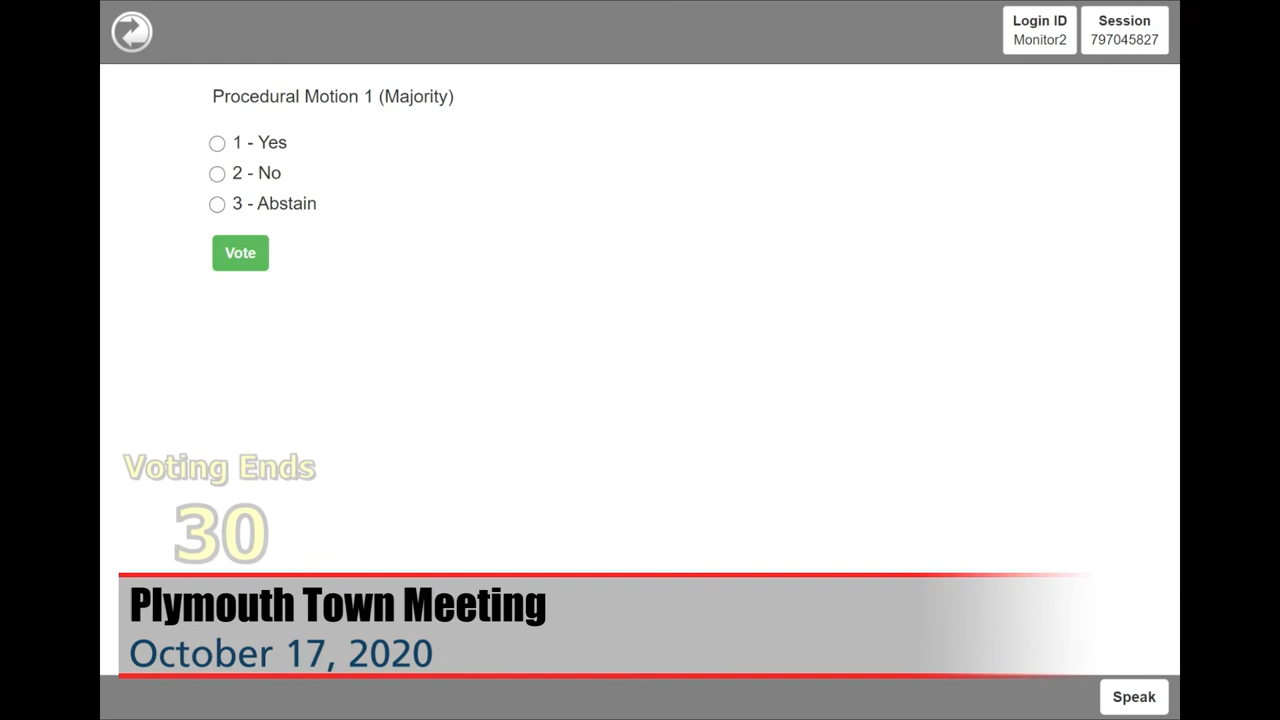 Login ID
Monitor2
Session
797045827
Procedural Motion 1 (Majority)
1 - Yes
2 - No
3 - Abstain
Vote
Voting Ends
30
Plymouth Town Meeting
October 17, 2020
Speak